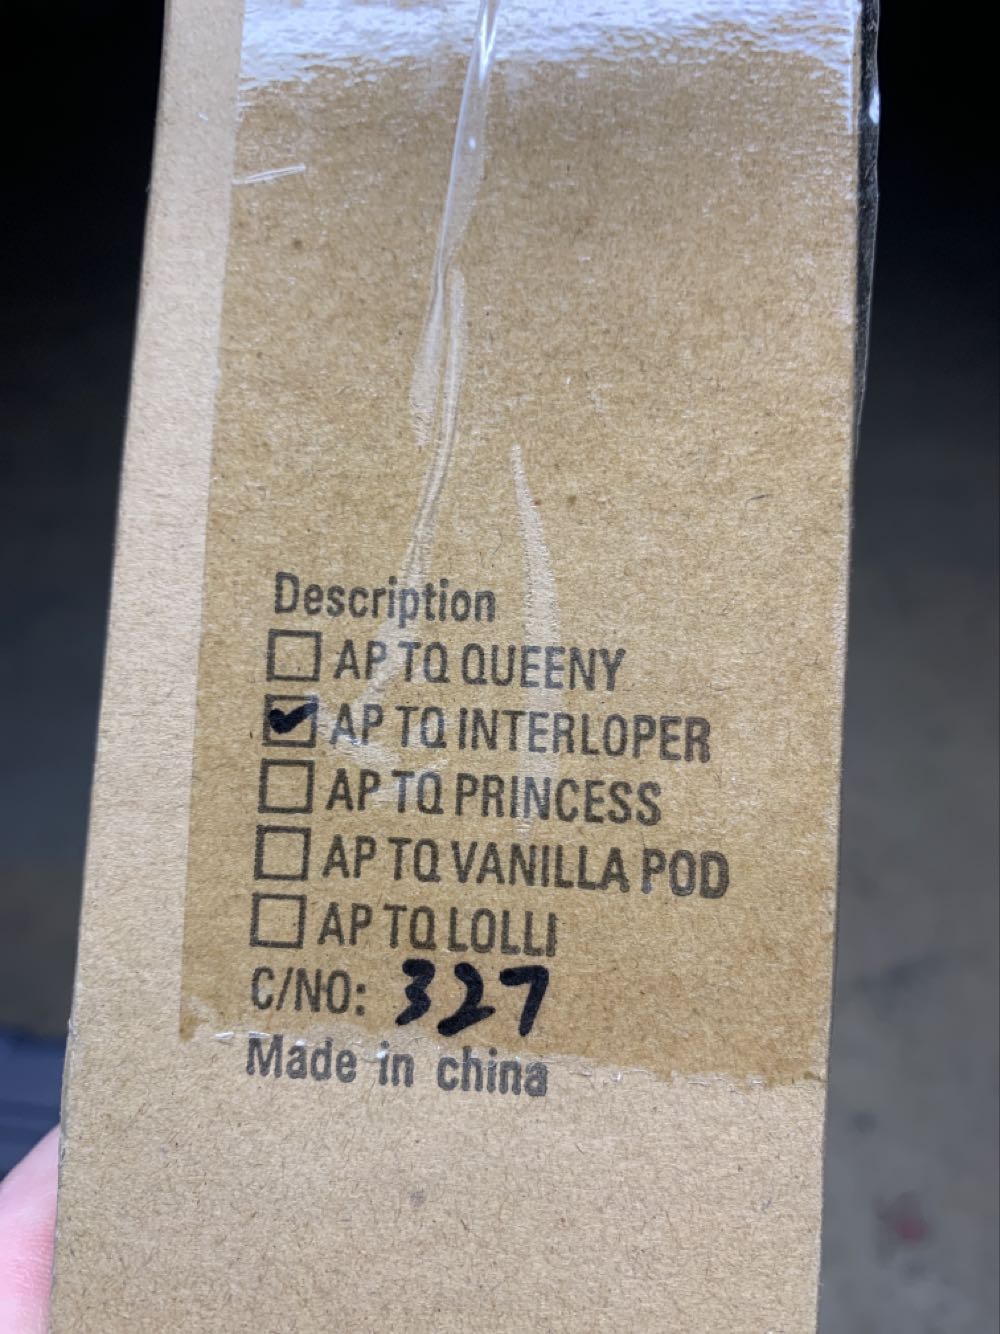 Description
☐ AP TQ QUEENY
☑ AP TQ INTERLOPER
☐ AP TQ PRINCESS
☐ AP TQ VANILLA POD
☐ AP TQ LOLLI
C/NO: 327
Made in china